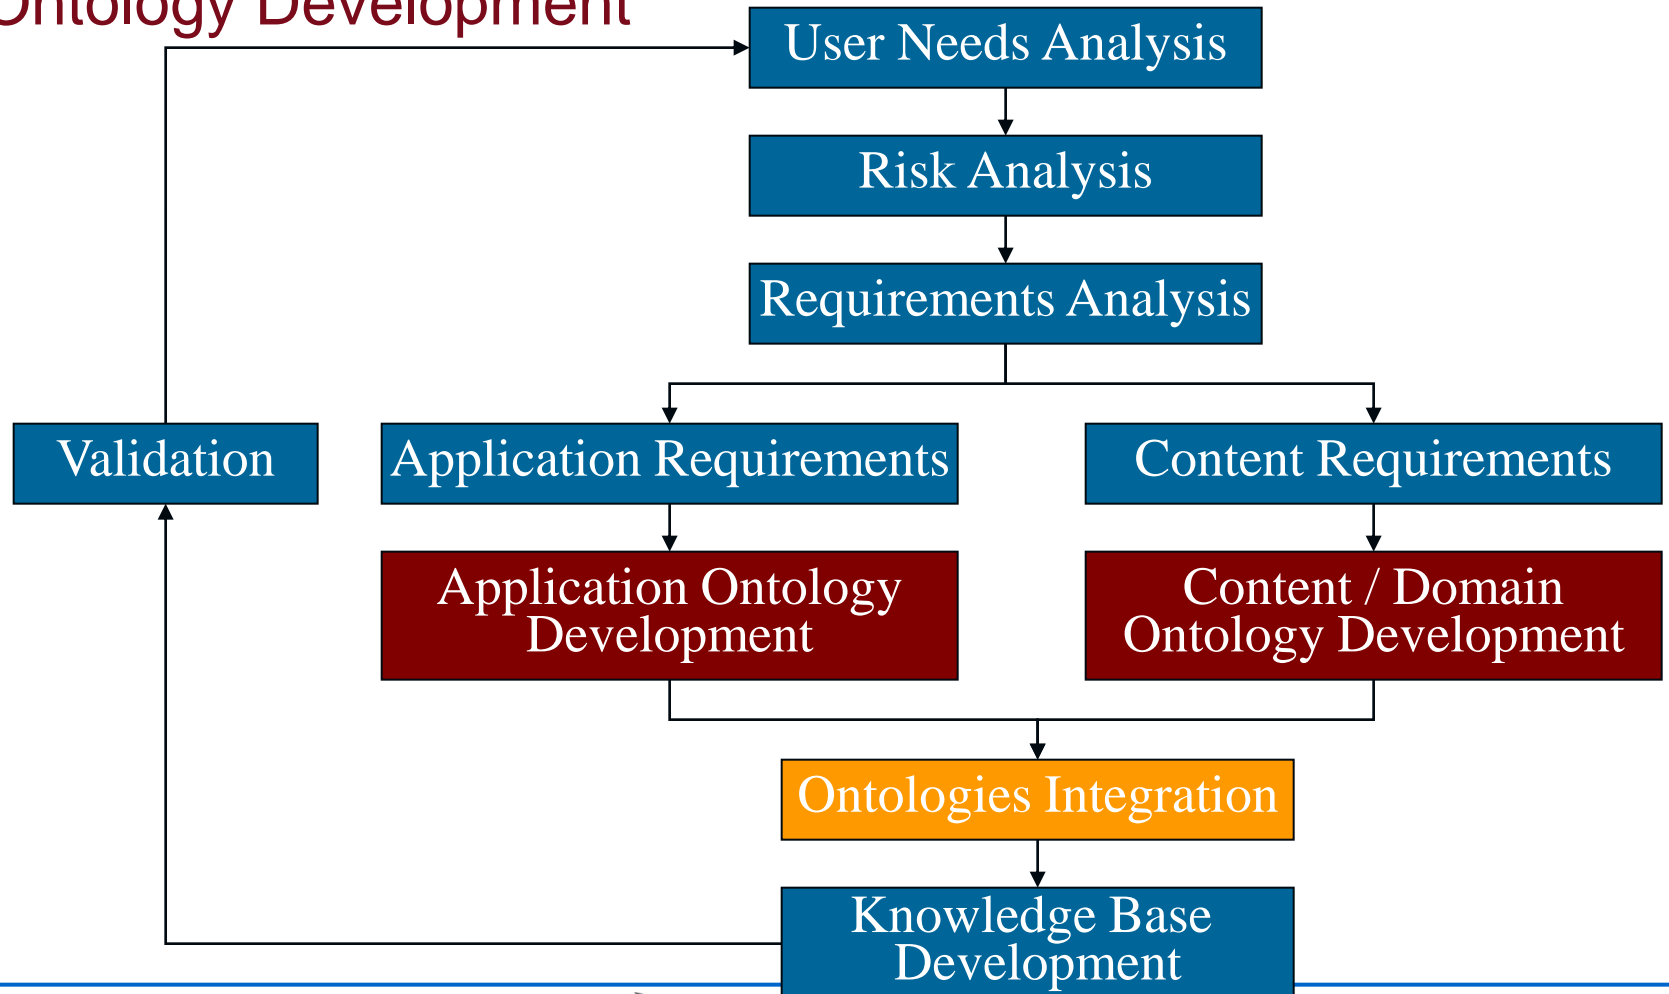 Ontology Development
User Needs Analysis
Risk Analysis
Requirements Analysis
Validation
Application Requirements
Content Requirements
Application Ontology
Development
Content / Domain
Ontology Development
Ontologies Integration
Knowledge Base
Development